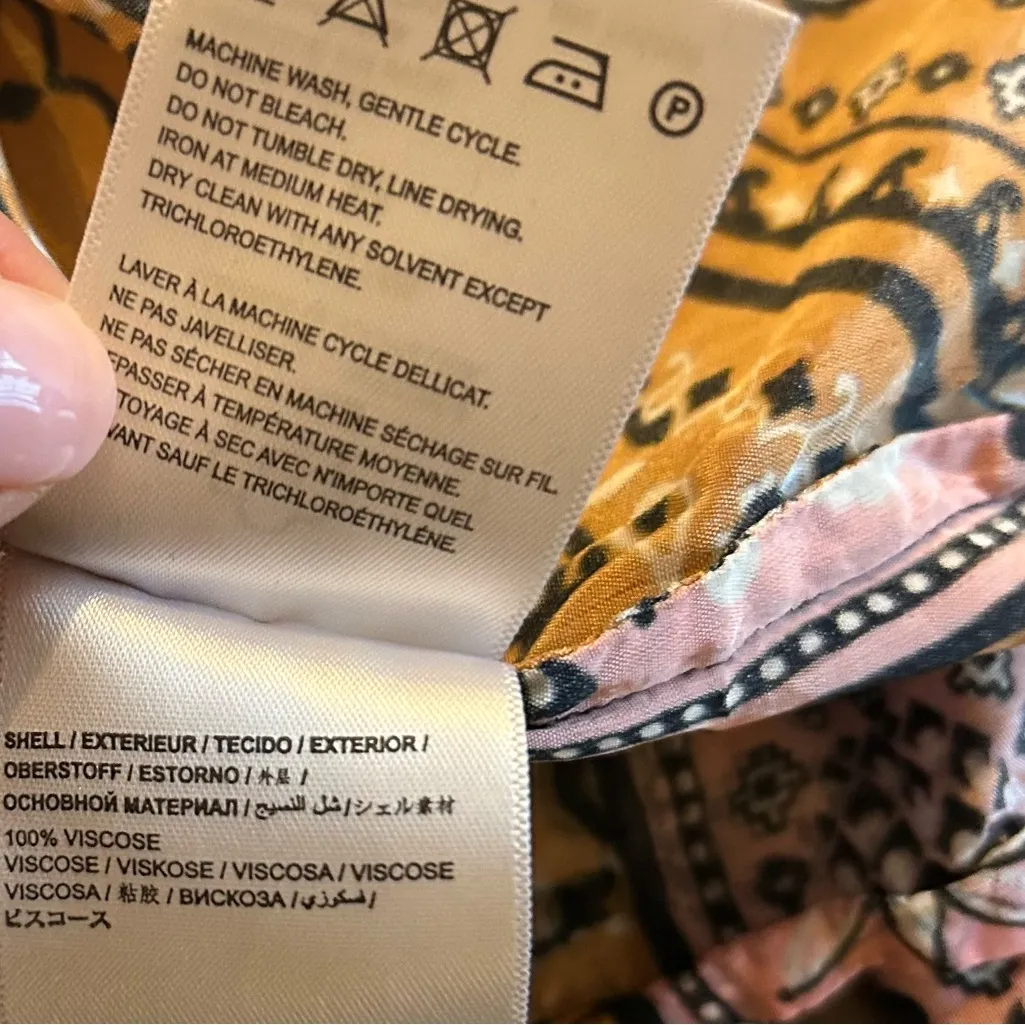 P
MACHINE WASH, GENTLE CYCLE.
DO NOT BLEACH.
DO NOT TUMBLE DRY, LINE DRYING.
IRON AT MEDIUM HEAT.
DRY CLEAN WITH ANY SOLVENT EXCEPT
TRICHLOROETHYLENE.
LAVER À LA MACHINE CYCLE DELLICAT.
NE PAS JAVELLISER.
NE PAS SÉCHER EN MACHINE SÉCHAGE SUR FIL.
EPASSER À TEMPÉRATURE MOYENNE.
TOYAGE À SEC AVEC N'IMPORTE QUEL
VANT SAUF LE TRICHLOROÉTHYLÉNE.
SHELL / EXTERIEUR / TECIDO / EXTERIOR /
OBERSTOFF / ESTORNO / 外层 /
ОСНОВНОЙ МАТЕРИАЛ / شل النسيج / シェル素材
100% VISCOSE
VISCOSE / VISKOSE / VISCOSA / VISCOSE
VISCOSA / 粘胶 / ВИСКОЗА / فسكوزي /
ビスコース